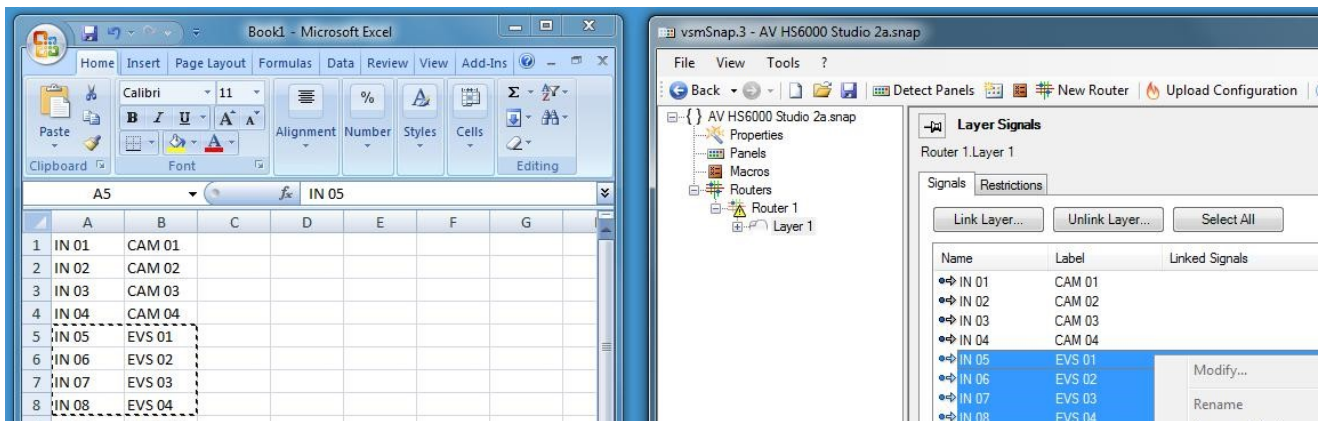 Book1 - Microsoft Excel
Home Insert Page Layout Formulas Data Review View Add-Ins
Paste
Calibri 11
B I U A A
A
Alignment
%
Number
A
Styles
Cells
Σ
Clipboard
Font
Editing
A5 fx IN 05
A B C D E F G
1 IN 01 CAM 01
2 IN 02 CAM 02
3 IN 03 CAM 03
4 IN 04 CAM 04
5 IN 05 EVS 01
6 IN 06 EVS 02
7 IN 07 EVS 03
8 IN 08 EVS 04
vsmSnap.3 - AV HS6000 Studio 2a.snap
File View Tools ?
Back Detect Panels New Router Upload Configuration
{ } AV HS6000 Studio 2a.snap
Properties
Panels
Macros
Routers
Router 1
Layer 1
Layer Signals
Router 1.Layer 1
Signals Restrictions
Link Layer... Unlink Layer... Select All
Name Label Linked Signals
IN 01 CAM 01
IN 02 CAM 02
IN 03 CAM 03
IN 04 CAM 04
IN 05 EVS 01
IN 06 EVS 02
IN 07 EVS 03
IN 08 EVS 04
Modify...
Rename